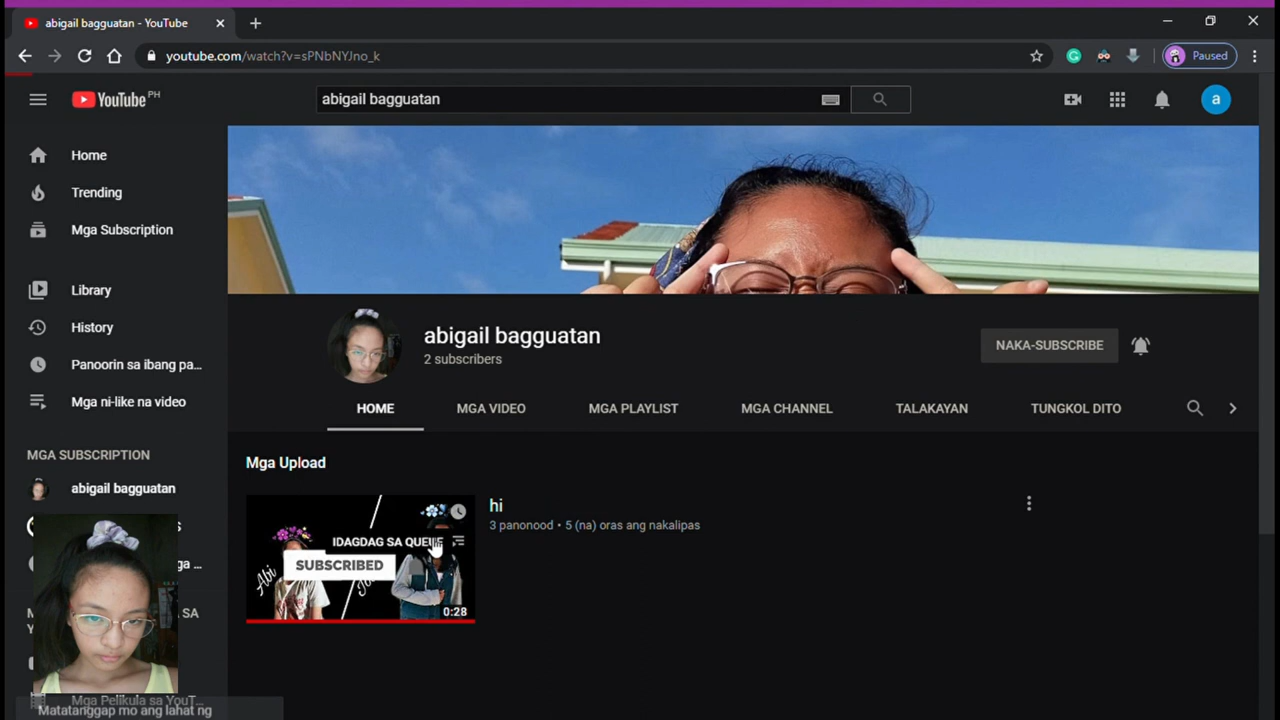 abigail bagguatan - YouTube
youtube.com/watch?v=sPNbNYJno_k
Paused
YouTube PH
abigail bagguatan
a
Home
Trending
Mga Subscription
Library
History
Panoorin sa ibang pa...
Mga ni-like na video
MGA SUBSCRIPTION
abigail bagguatan
s
ga ...
SA
Mga Pelikula sa YouT...
Matatanggap mo ang lahat ng
abigail bagguatan
2 subscribers
NAKA-SUBSCRIBE
HOME
MGA VIDEO
MGA PLAYLIST
MGA CHANNEL
TALAKAYAN
TUNGKOL DITO
Mga Upload
IDAGDAG SA QUEUE
SUBSCRIBED
Abi
0:28
hi
3 panonood • 5 (na) oras ang nakalipas